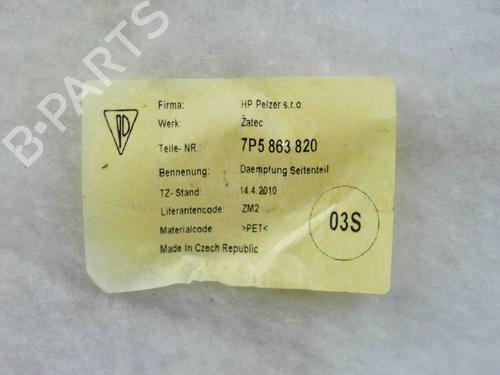 B-PARTS
Firma: HP Pelzer s.r.o.
Werk: Žatec
Teile- NR.: 7P5 863 820
Bennenung: Daempfung Seitenteil
TZ- Stand: 14.4.2010
Liferantencode: ZM2
Materialcode: >PET<
Made In Czech Republic
03S